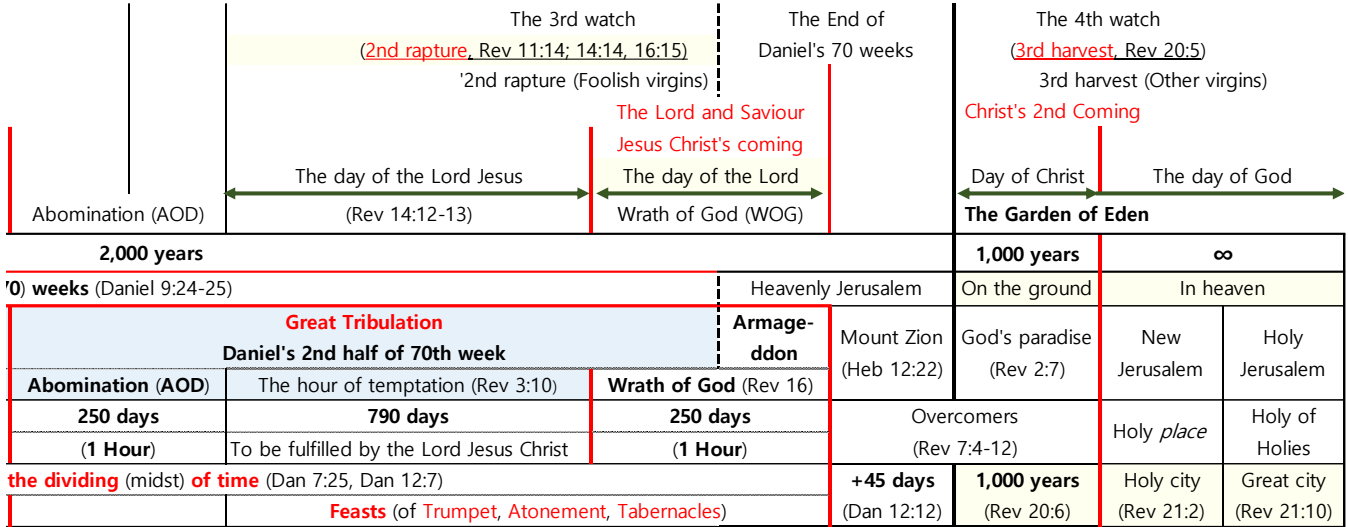 The 3rd watch
The End of
The 4th watch
(2nd rapture, Rev 11:14; 14:14, 16:15)
Daniel's 70 weeks
(3rd harvest, Rev 20:5)
'2nd rapture (Foolish virgins)
3rd harvest (Other virgins)
The Lord and Saviour
Christ's 2nd Coming
Jesus Christ's coming
The day of the Lord Jesus
The day of the Lord
Day of Christ
The day of God
Abomination (AOD)
(Rev 14:12-13)
Wrath of God (WOG)
The Garden of Eden
2,000 years
1,000 years
∞
70) weeks (Daniel 9:24-25)
Heavenly Jerusalem
On the ground
In heaven
Great Tribulation
Daniel's 2nd half of 70th week
Armage-
ddon
Mount Zion
(Heb 12:22)
God's paradise
(Rev 2:7)
New
Jerusalem
Holy
Jerusalem
Abomination (AOD)
The hour of temptation (Rev 3:10)
Wrath of God (Rev 16)
250 days
790 days
250 days
Overcomers
(Rev 7:4-12)
Holy place
Holy of
Holies
(1 Hour)
To be fulfilled by the Lord Jesus Christ
(1 Hour)
the dividing (midst) of time (Dan 7:25, Dan 12:7)
+45 days
(Dan 12:12)
1,000 years
(Rev 20:6)
Holy city
(Rev 21:2)
Great city
(Rev 21:10)
Feasts (of Trumpet, Atonement, Tabernacles)